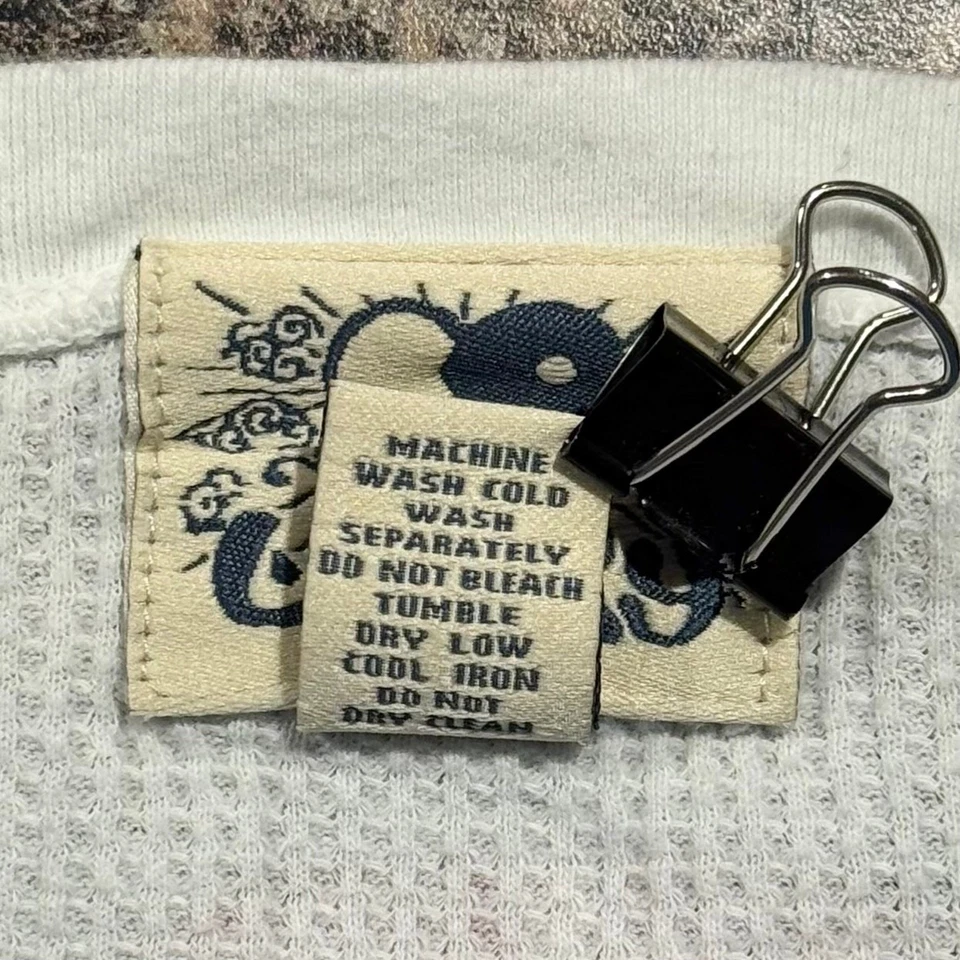 MACHINE
WASH COLD
WASH
SEPARATELY
DO NOT BLEACH
TUMBLE
DRY LOW
COOL IRON
DO NOT
DRY CLEAN